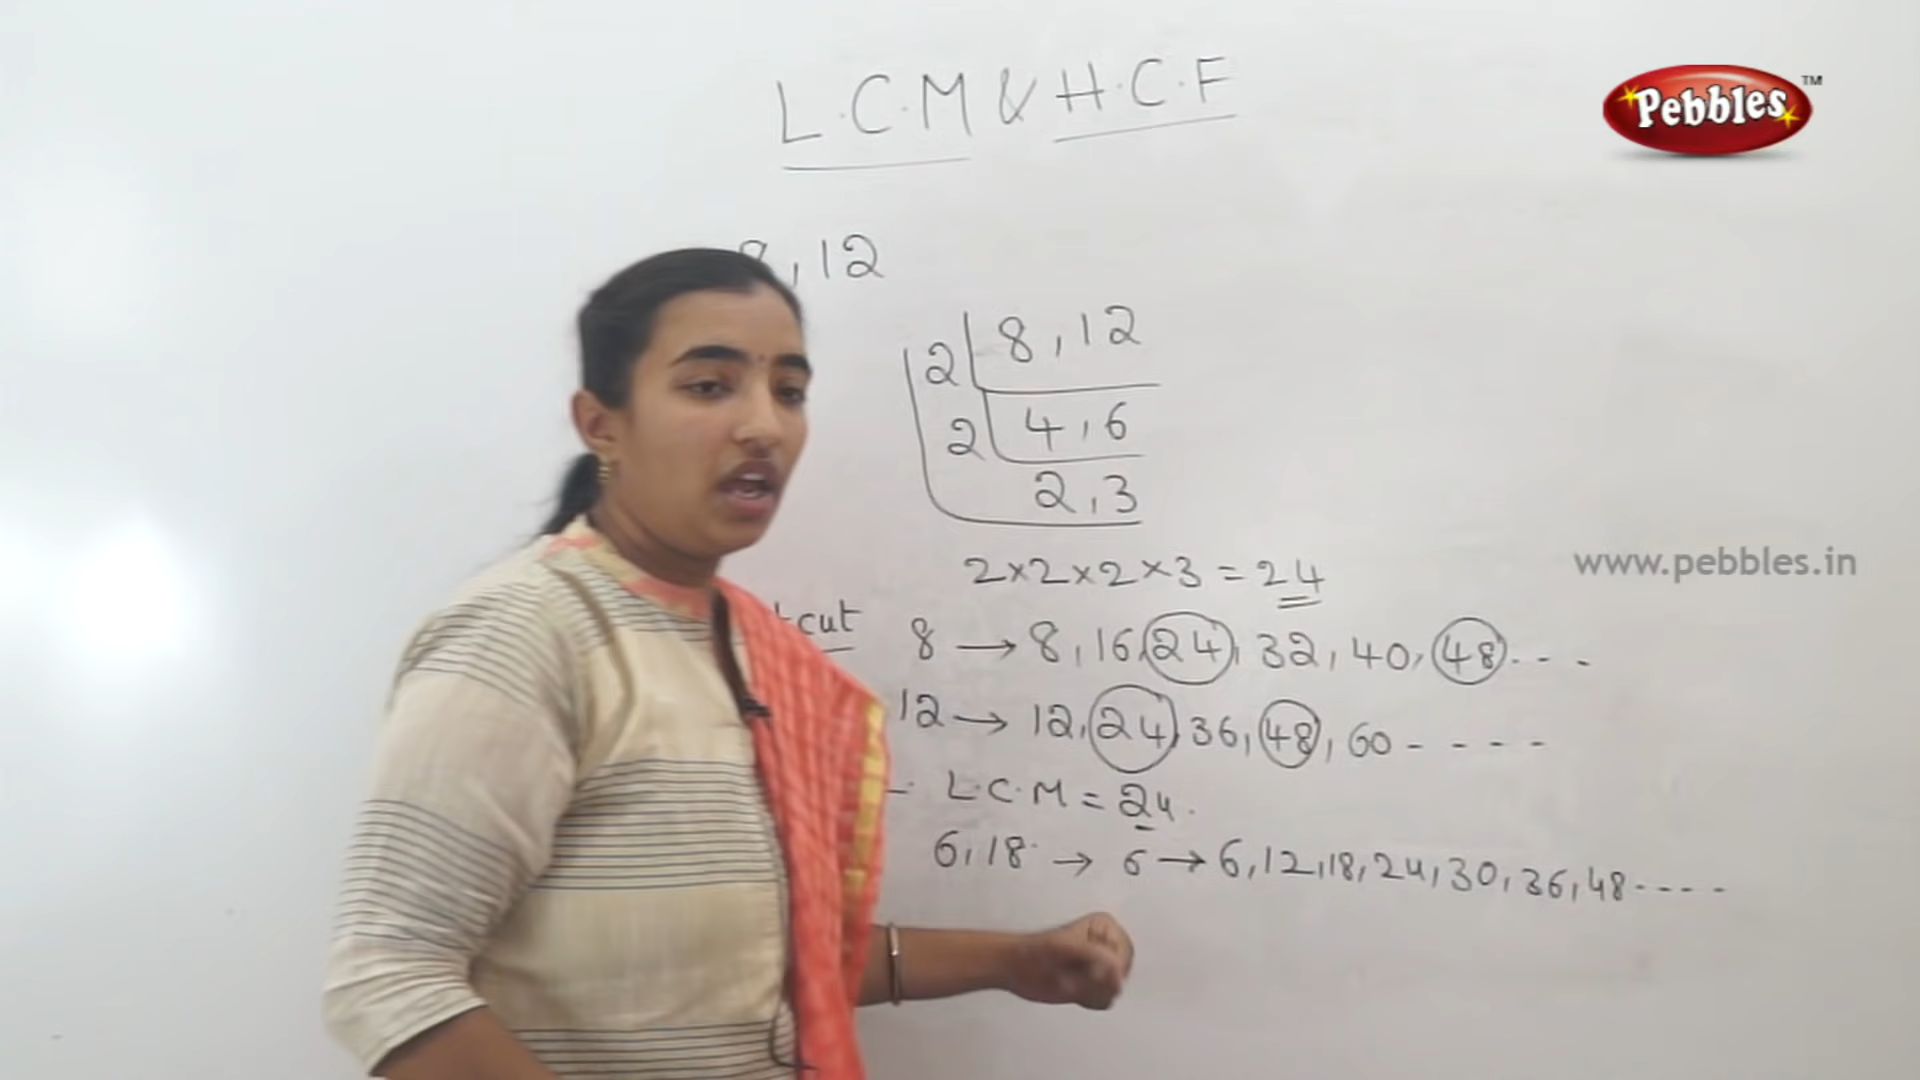 L.C.M & H.C.F
Pebbles™
8, 12
2 8, 12
2 4, 6
2, 3
2×2×2×3 = 24
www.pebbles.in
cut
8 → 8, 16, 24, 32, 40, 48 - - -
12 → 12, 24, 36, 48, 60 - - - -
L.C.M = 24.
6, 18 → 6 → 6, 12, 18, 24, 30, 36, 48 - - - -